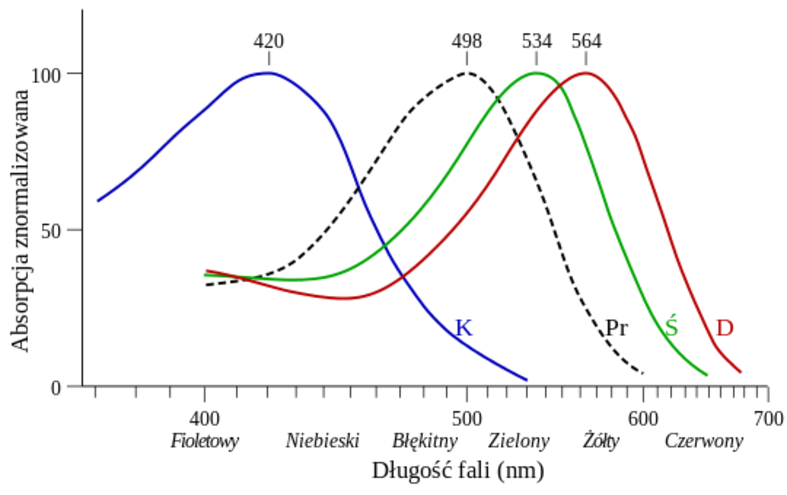 420 498 534 564
100
50
0
Absorpcja znormalizowana
K Pr Ś D
400 500 600 700
Fioletowy Niebieski Błękitny Zielony Żółty Czerwony
Długość fali (nm)